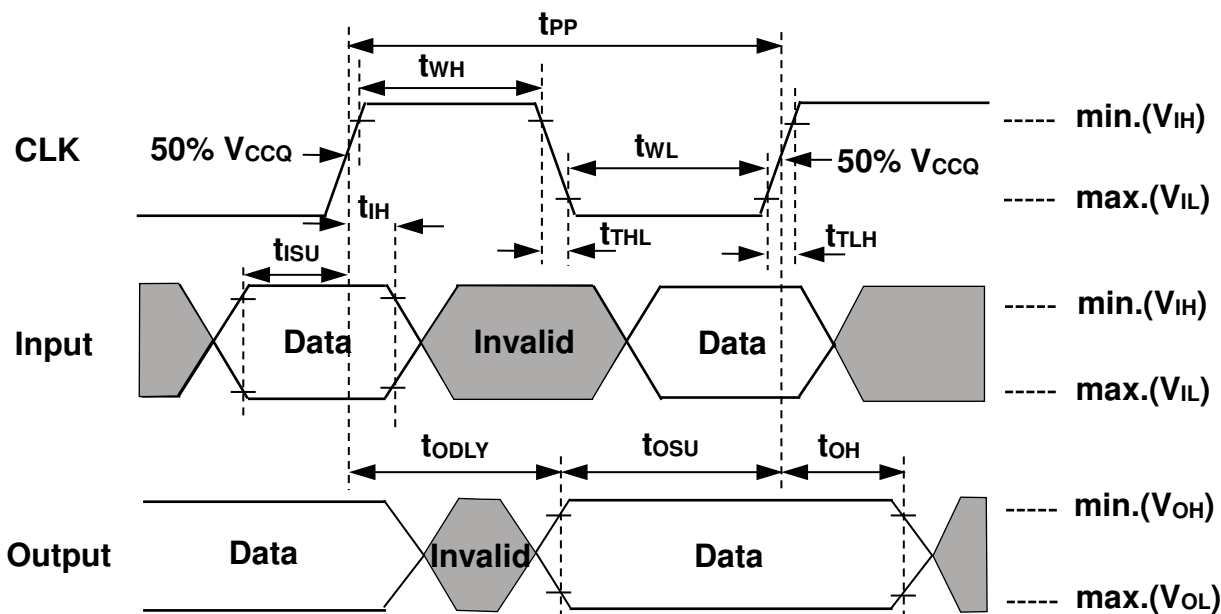 tPP
tWH
min.(VIH)
CLK
50% VCCQ
tWL
50% VCCQ
max.(VIL)
tIH
tTHL
tTLH
tISU
min.(VIH)
Input
Data
Invalid
Data
max.(VIL)
tODLY
tOSU
tOH
min.(VOH)
Output
Data
Invalid
Data
max.(VOL)